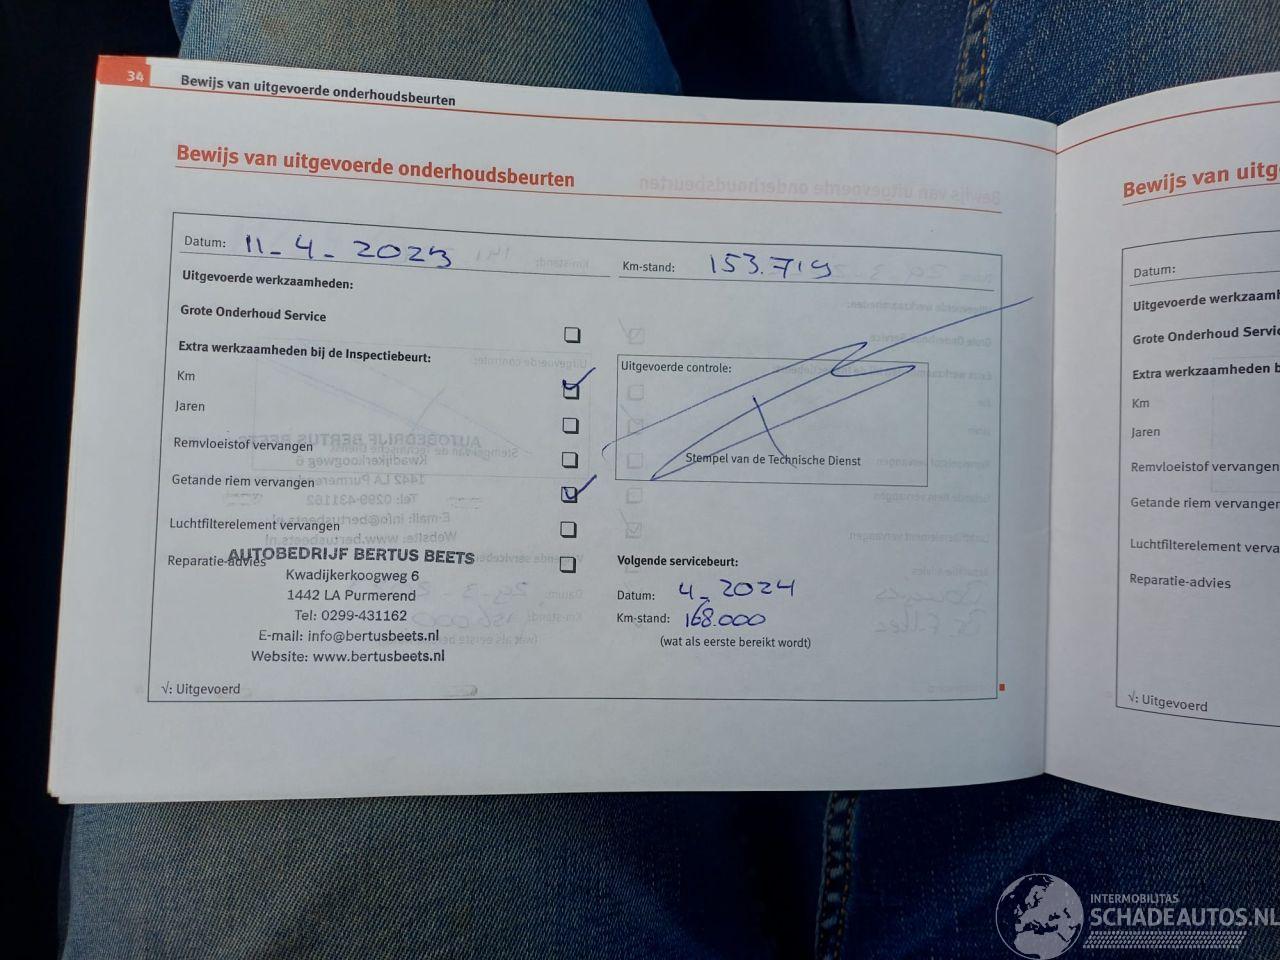 34 Bewijs van uitgevoerde onderhoudsbeurten
Bewijs van uitgevoerde onderhoudsbeurten
Datum: 11-4-2023
Km-stand: 153.719
Uitgevoerde werkzaamheden:
Grote Onderhoud Service
Extra werkzaamheden bij de Inspectiebeurt:
Km
Jaren
Remvloeistof vervangen
Getande riem vervangen
Luchtfilterelement vervangen
Reparatie-advies
AUTOBEDRIJF BERTUS BEETS
Kwadijkerkoogweg 6
1442 LA Purmerend
Tel: 0299-431162
E-mail: info@bertusbeets.nl
Website: www.bertusbeets.nl
√: Uitgevoerd
Uitgevoerde controle:
Stempel van de Technische Dienst
Volgende servicebeurt:
Datum: 4-2024
Km-stand: 168.000
(wat als eerste bereikt wordt)
Bewijs van uitg
Datum:
Uitgevoerde werkzaamh
Grote Onderhoud Servic
Extra werkzaamheden b
Km
Jaren
Remvloeistof vervangen
Getande riem vervangen
Luchtfilterelement verva
Reparatie-advies
√: Uitgevoerd
INTERMOBILITAS
SCHADEAUTOS.NL